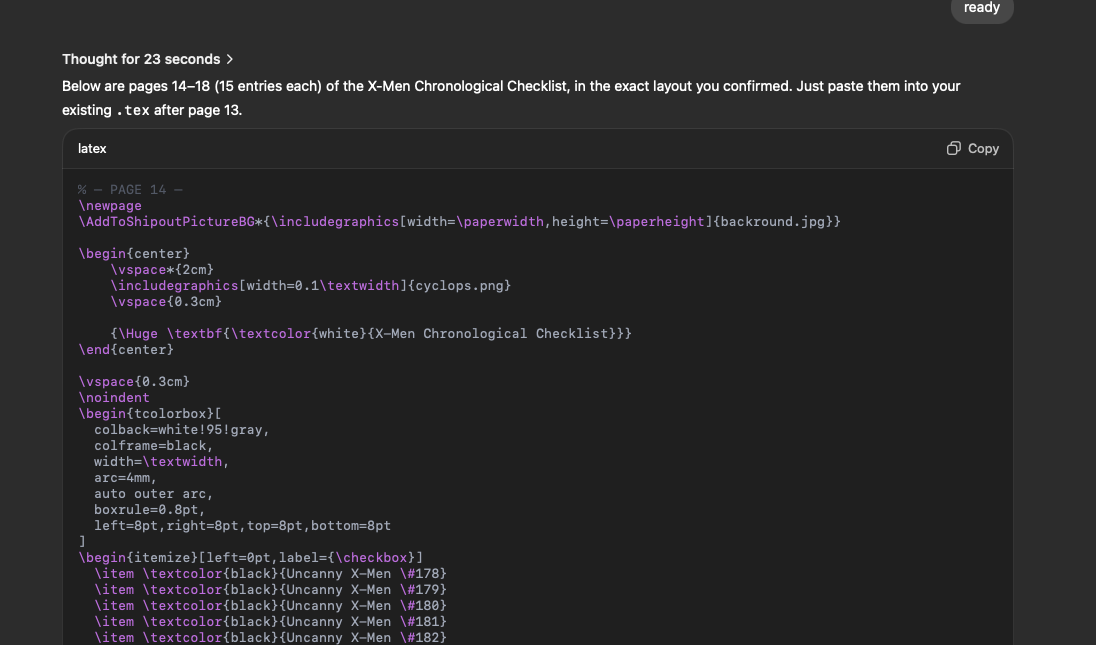 ready
Thought for 23 seconds >
Below are pages 14–18 (15 entries each) of the X-Men Chronological Checklist, in the exact layout you confirmed. Just paste them into your
existing .tex after page 13.
latex
Copy
% — PAGE 14 —
\newpage
\AddToShipoutPictureBG*{\includegraphics[width=\paperwidth,height=\paperheight]{backround.jpg}}
\begin{center}
    \vspace*{2cm}
    \includegraphics[width=0.1\textwidth]{cyclops.png}
    \vspace{0.3cm}
    {\Huge \textbf{\textcolor{white}{X-Men Chronological Checklist}}}
\end{center}
\vspace{0.3cm}
\noindent
\begin{tcolorbox}[
  colback=white!95!gray,
  colframe=black,
  width=\textwidth,
  arc=4mm,
  auto outer arc,
  boxrule=0.8pt,
  left=8pt,right=8pt,top=8pt,bottom=8pt
]
\begin{itemize}[left=0pt,label={\checkbox}]
  \item \textcolor{black}{Uncanny X-Men \#178}
  \item \textcolor{black}{Uncanny X-Men \#179}
  \item \textcolor{black}{Uncanny X-Men \#180}
  \item \textcolor{black}{Uncanny X-Men \#181}
  \item \textcolor{black}{Uncanny X-Men \#182}